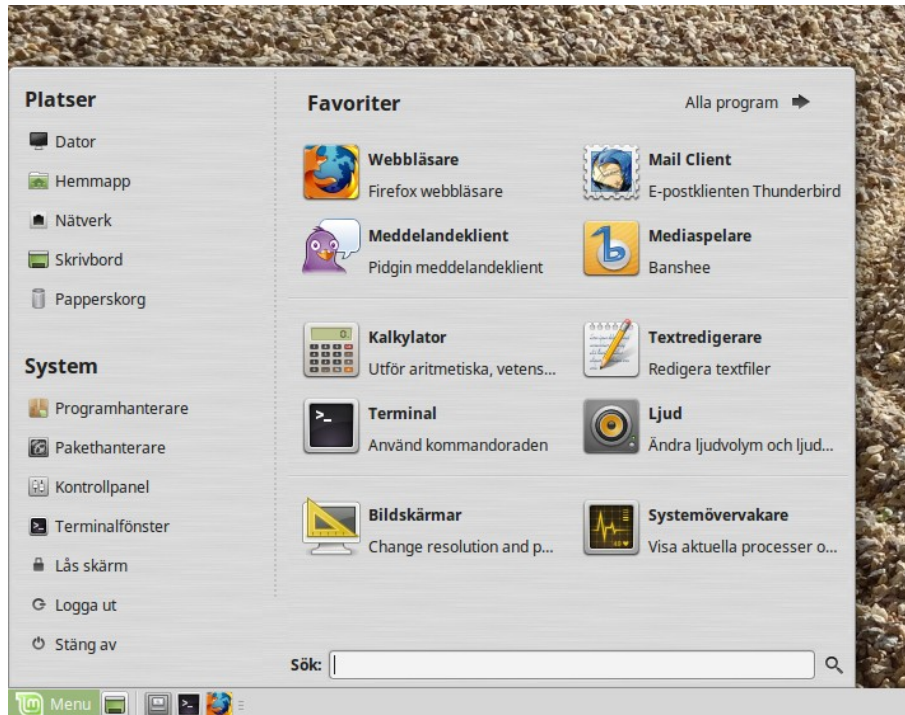 Platser
Dator
Hemmapp
Nätverk
Skrivbord
Papperskorg
System
Programhanterare
Pakethanterare
Kontrollpanel
Terminalfönster
Lås skärm
Logga ut
Stäng av
Favoriter
Alla program
Webbläsare
Firefox webbläsare
Mail Client
E-postklienten Thunderbird
Meddelandeklient
Pidgin meddelandeklient
Mediaspelare
Banshee
Kalkylator
Utför aritmetiska, vetens...
Textredigerare
Redigera textfiler
Terminal
Använd kommandoraden
Ljud
Ändra ljudvolym och ljud...
Bildskärmar
Change resolution and p...
Systemövervakare
Visa aktuella processer o...
Sök:
Menu